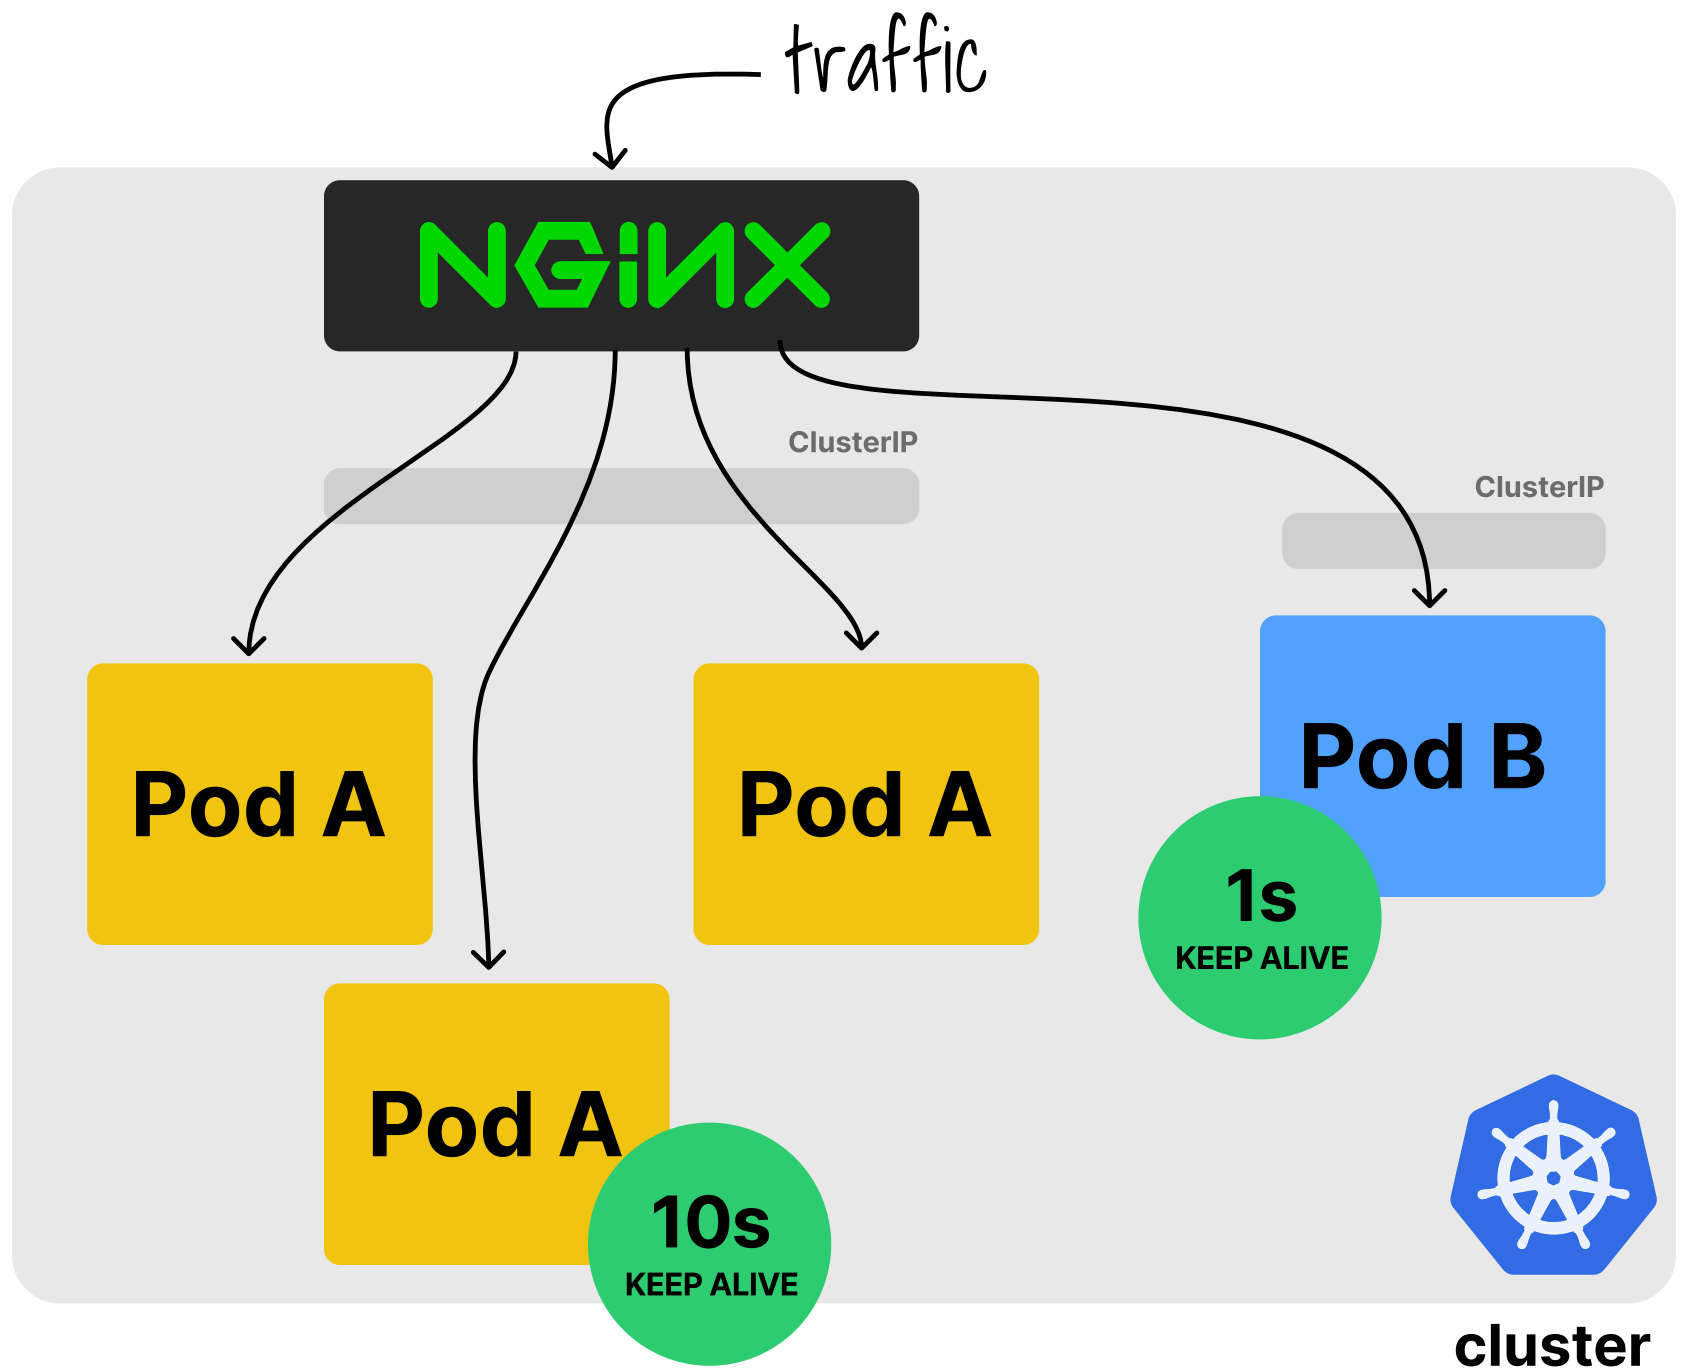 traffic
NGiNX
ClusterIP
ClusterIP
Pod A
Pod A
Pod B
1s
KEEP ALIVE
Pod A
10s
KEEP ALIVE
cluster